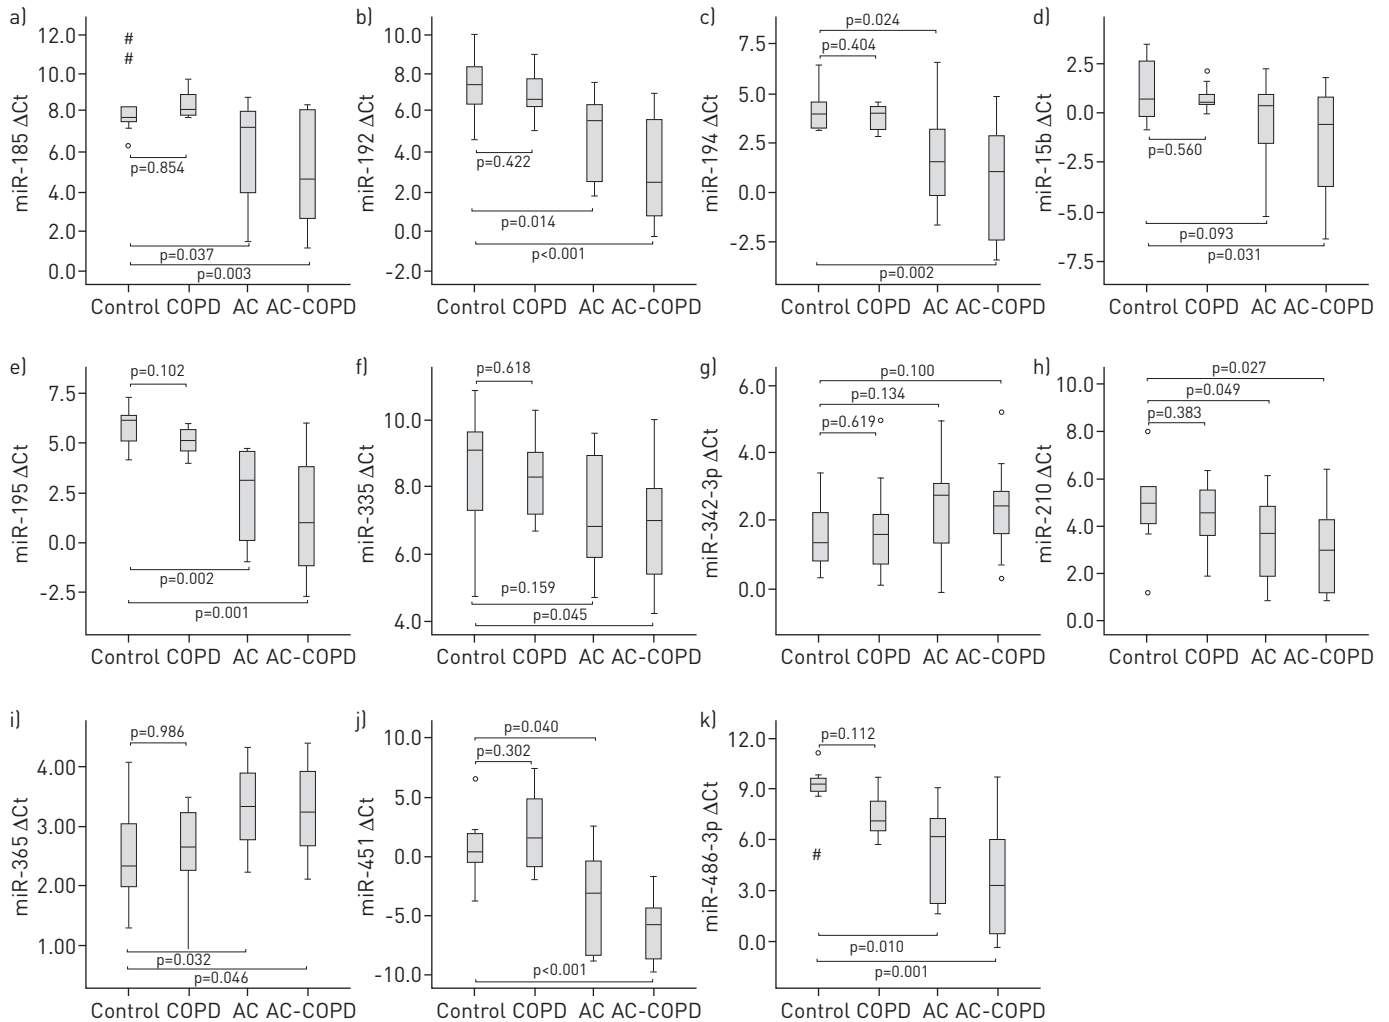 a)
miR-185 ΔCt
12.0
10.0
8.0
6.0
4.0
2.0
0.0
#
#
p=0.854
p=0.037
p=0.003
Control COPD AC AC-COPD
b)
miR-192 ΔCt
10.0
8.0
6.0
4.0
2.0
0.0
-2.0
p=0.422
p=0.014
p<0.001
Control COPD AC AC-COPD
c)
miR-194 ΔCt
7.5
5.0
2.5
0.0
-2.5
p=0.024
p=0.404
p=0.002
Control COPD AC AC-COPD
d)
miR-15b ΔCt
2.5
0.0
-2.5
-5.0
-7.5
p=0.560
p=0.093
p=0.031
Control COPD AC AC-COPD
e)
miR-195 ΔCt
7.5
5.0
2.5
0.0
-2.5
p=0.102
p=0.002
p=0.001
Control COPD AC AC-COPD
f)
miR-335 ΔCt
10.0
8.0
6.0
4.0
p=0.618
p=0.159
p=0.045
Control COPD AC AC-COPD
g)
miR-342-3p ΔCt
6.0
4.0
2.0
0.0
p=0.100
p=0.134
p=0.619
Control COPD AC AC-COPD
h)
miR-210 ΔCt
10.0
8.0
6.0
4.0
2.0
0.0
p=0.027
p=0.049
p=0.383
Control COPD AC AC-COPD
i)
miR-365 ΔCt
4.00
3.00
2.00
1.00
p=0.986
p=0.032
p=0.046
Control COPD AC AC-COPD
j)
miR-451 ΔCt
10.0
5.0
0.0
-5.0
-10.0
p=0.040
p=0.302
p<0.001
Control COPD AC AC-COPD
k)
miR-486-3p ΔCt
12.0
9.0
6.0
3.0
0.0
p=0.112
#
p=0.010
p=0.001
Control COPD AC AC-COPD